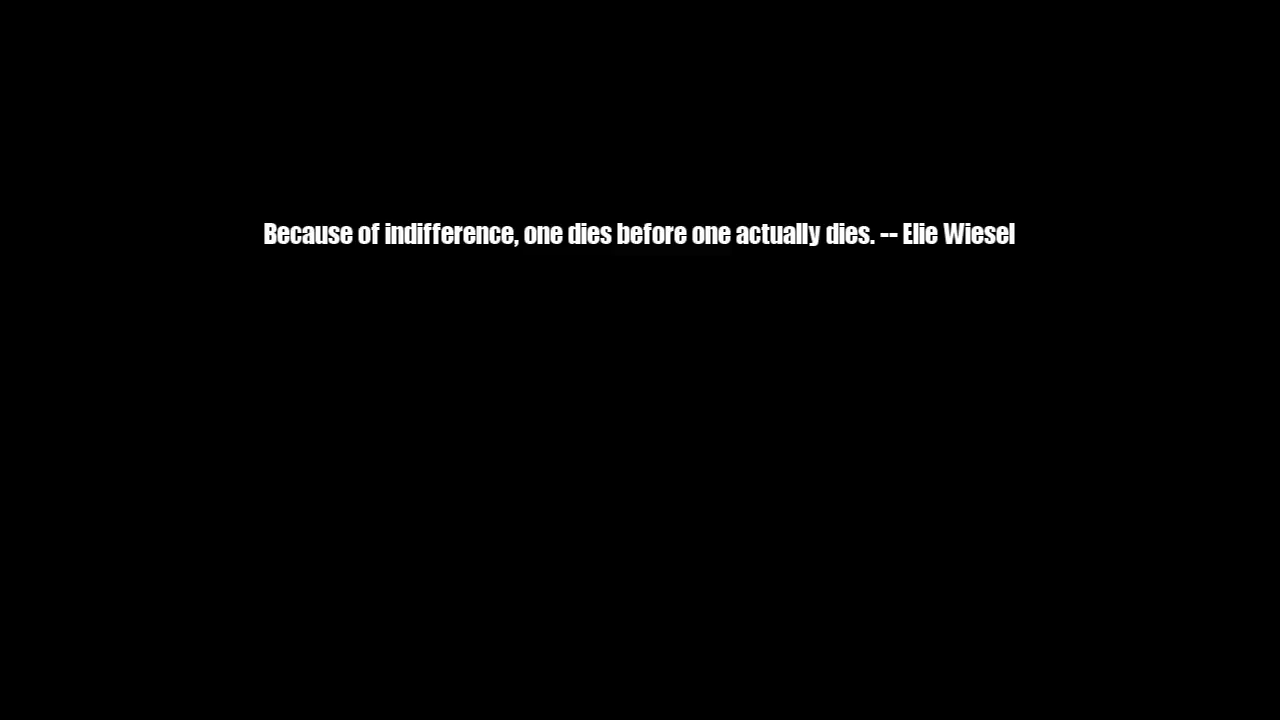 Because of indifference, one dies before one actually dies. -- Elie Wiesel